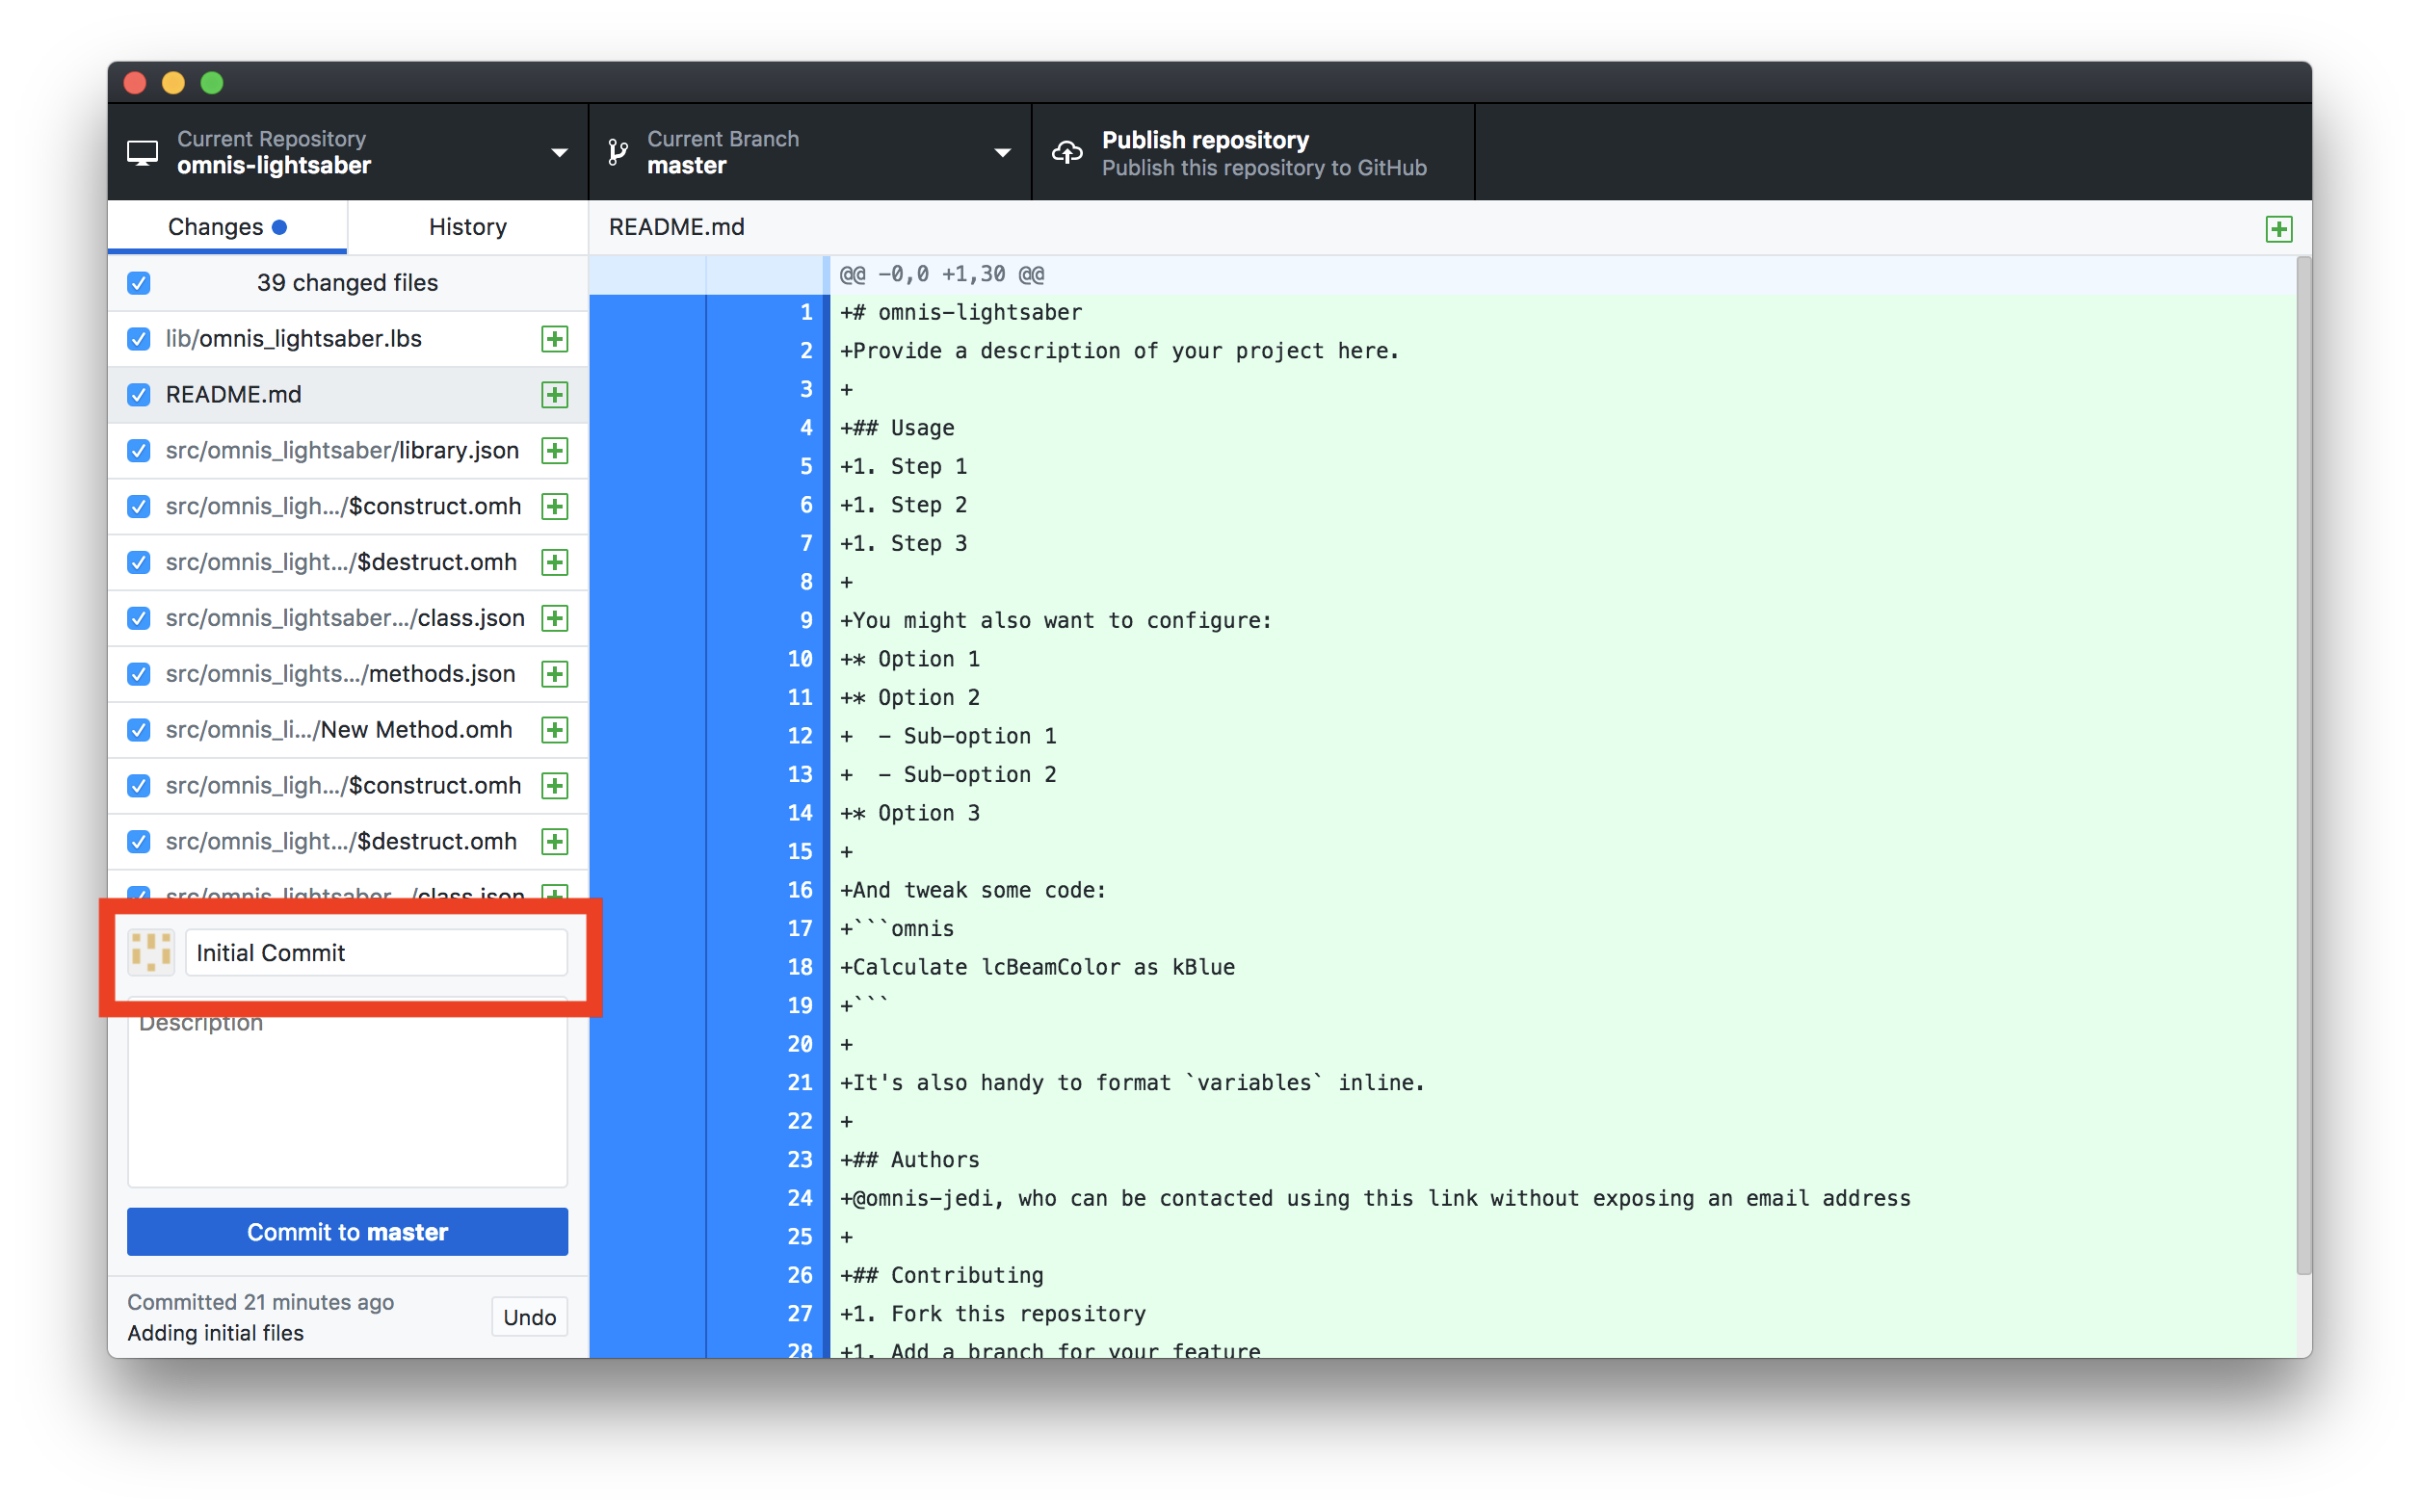 Current Repository
omnis-lightsaber
Current Branch
master
Publish repository
Publish this repository to GitHub
Changes
History
README.md
39 changed files
lib/omnis_lightsaber.lbs
README.md
src/omnis_lightsaber/library.json
src/omnis_ligh.../$construct.omh
src/omnis_light.../$destruct.omh
src/omnis_lightsaber.../class.json
src/omnis_lights.../methods.json
src/omnis_li.../New Method.omh
src/omnis_ligh.../$construct.omh
src/omnis_light.../$destruct.omh
src/omnis_lightsaber.../class.json
Initial Commit
Description
Commit to master
Committed 21 minutes ago
Adding initial files
Undo
@@ -0,0 +1,30 @@
1 +# omnis-lightsaber
2 +Provide a description of your project here.
3 +
4 +## Usage
5 +1. Step 1
6 +1. Step 2
7 +1. Step 3
8 +
9 +You might also want to configure:
10 +* Option 1
11 +* Option 2
12 +  - Sub-option 1
13 +  - Sub-option 2
14 +* Option 3
15 +
16 +And tweak some code:
17 +```omnis
18 +Calculate lcBeamColor as kBlue
19 +```
20 +
21 +It's also handy to format `variables` inline.
22 +
23 +## Authors
24 +@omnis-jedi, who can be contacted using this link without exposing an email address
25 +
26 +## Contributing
27 +1. Fork this repository
28 +1. Add a branch for your feature